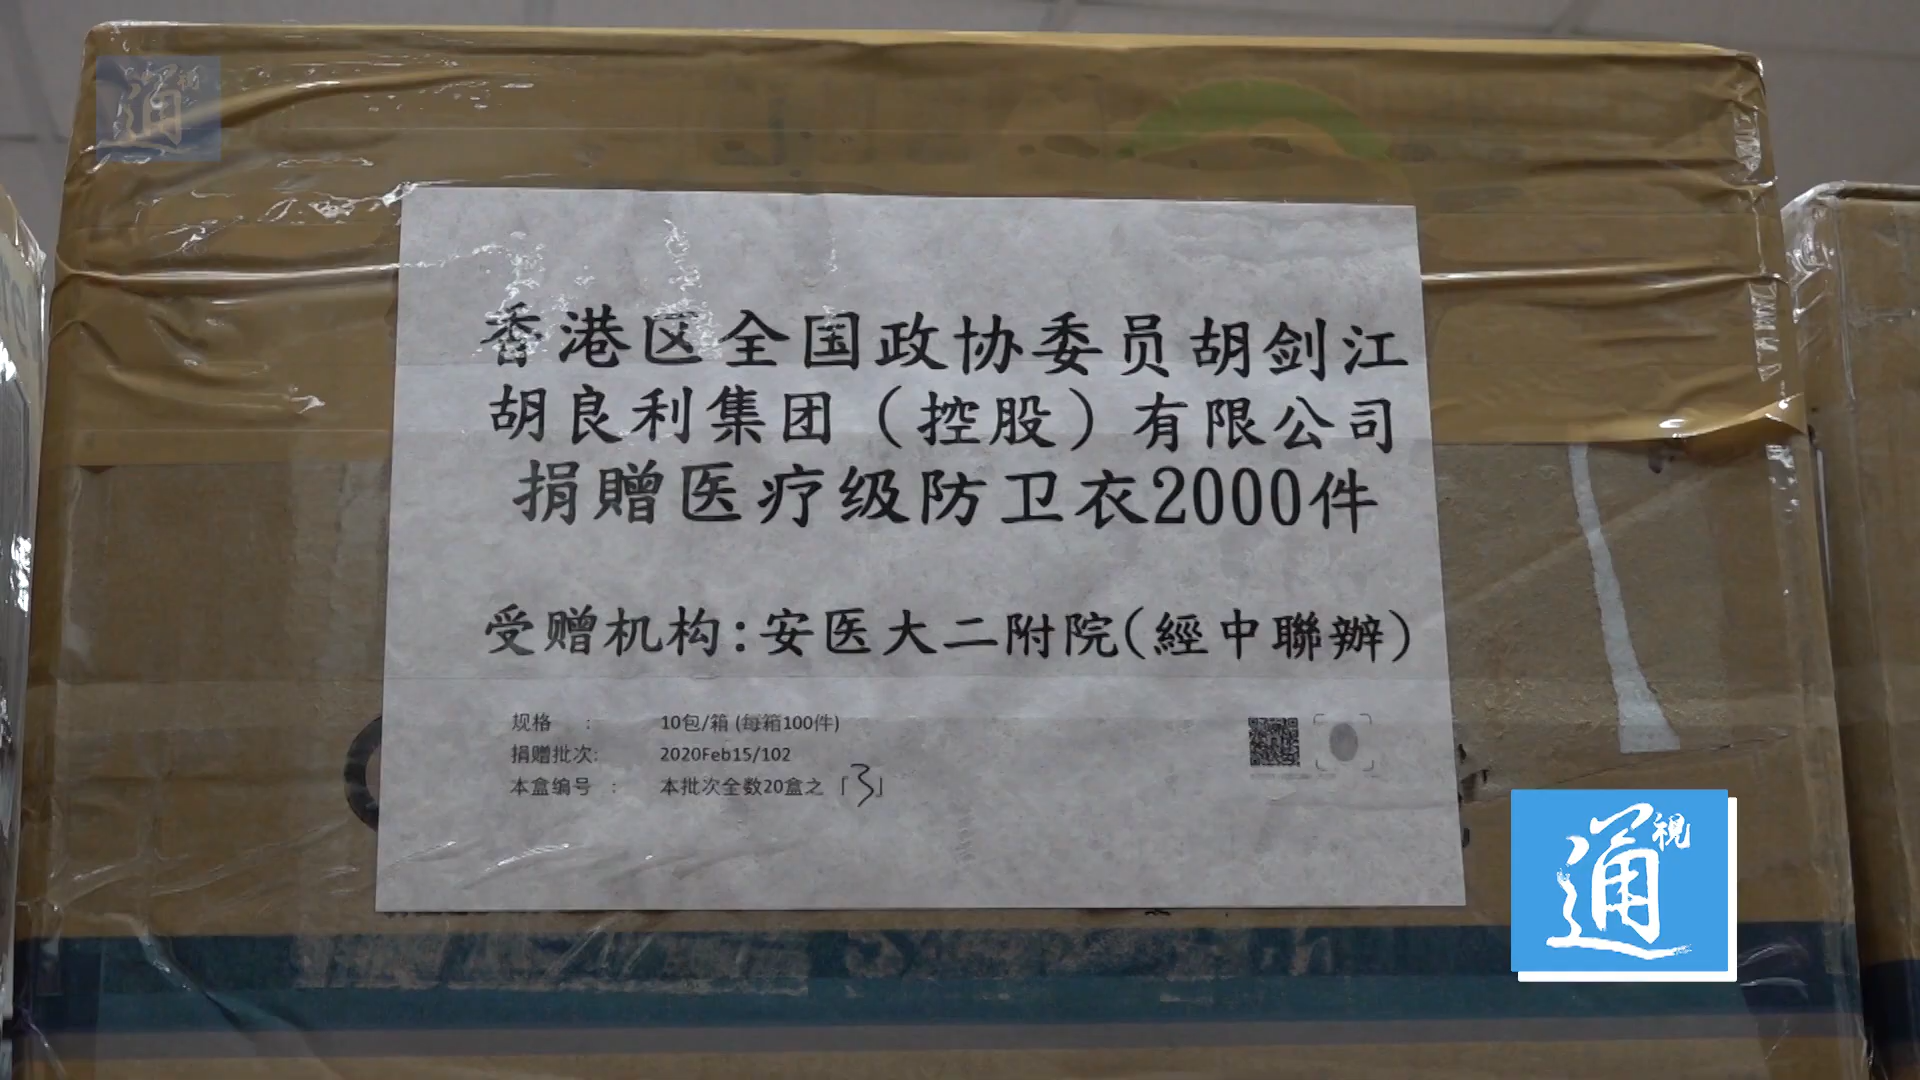 通視
香港区全国政协委员胡剑江
胡良利集团（控股）有限公司
捐赠医疗级防卫衣2000件
受赠机构:安医大二附院(經中聯辦)
规格 : 10包/箱 (每箱100件)
捐赠批次: 2020Feb15/102
本盒编号 : 本批次全数20盒之「3」
通視